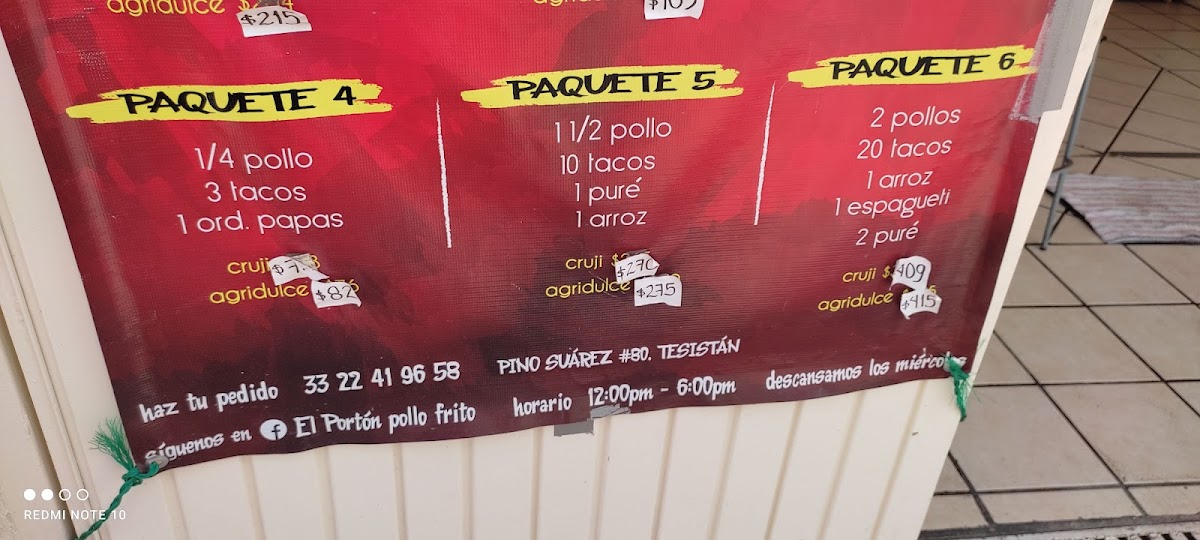 agridulce $
$215
PAQUETE 4
1/4 pollo
3 tacos
1 ord. papas
cruji
agridulce
$82
PAQUETE 5
1 1/2 pollo
10 tacos
1 puré
1 arroz
cruji $270
agridulce
$275
PAQUETE 6
2 pollos
20 tacos
1 arroz
1 espagueti
2 puré
cruji $409
agridulce
$415
haz tu pedido 33 22 41 96 58
PINO SUÁREZ #80, TESISTÁN
síguenos en El Portón pollo frito
horario 12:00pm - 6:00pm
descansamos los miércoles
REDMI NOTE 10